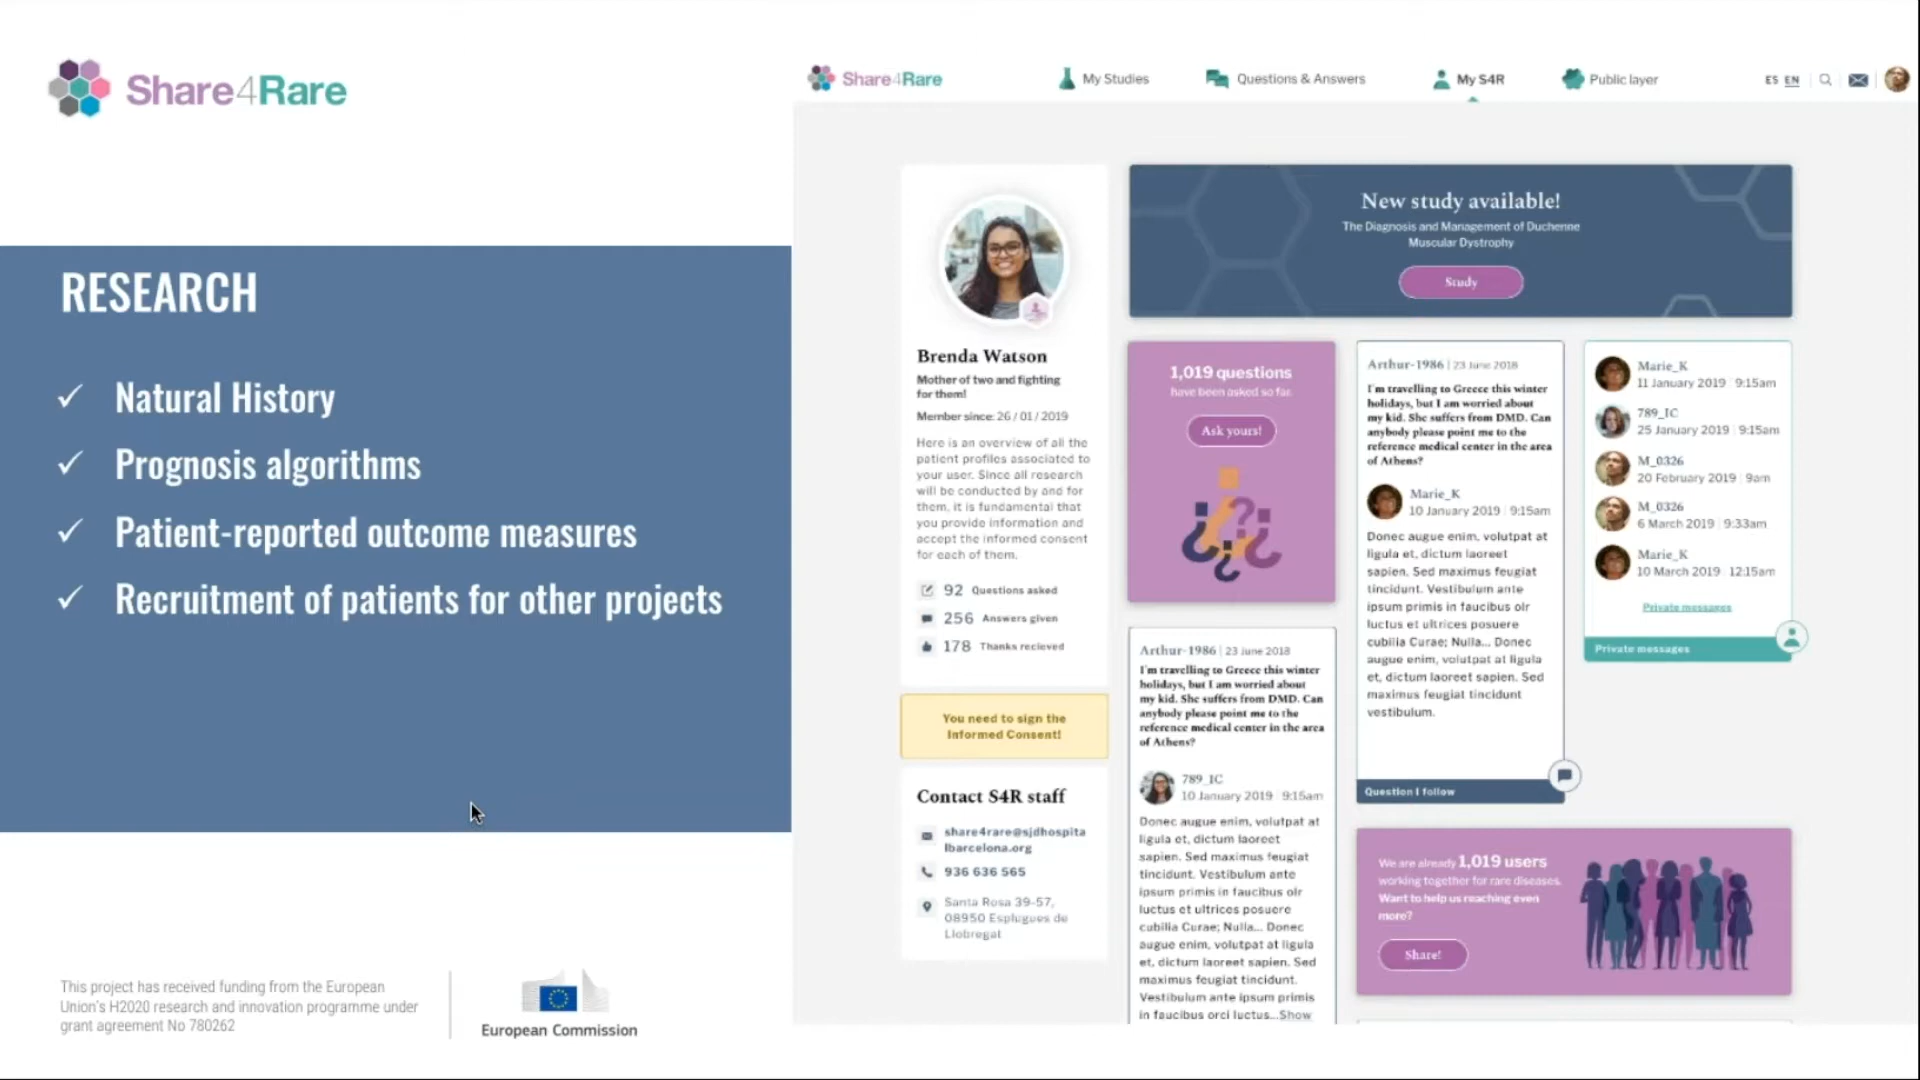 Share4Rare
RESEARCH
✓ Natural History
✓ Prognosis algorithms
✓ Patient-reported outcome measures
✓ Recruitment of patients for other projects
This project has received funding from the European
Union's H2020 research and innovation programme under
grant agreement No 780262
European Commission
Share4Rare
My Studies
Questions & Answers
My S4R
Public layer
ES EN
Brenda Watson
Mother of two and fighting
for them!
Member since: 26 / 01 / 2019
Here is an overview of all the
patient profiles associated to
your user. Since all research
will be conducted by and for
them, it is fundamental that
you provide information and
accept the informed consent
for each of them.
92 Questions asked
256 Answers given
178 Thanks recieved
You need to sign the
Informed Consent!
Contact S4R staff
share4rare@sjdhospita
lbarcelona.org
936 636 565
Santa Rosa 39-57,
08950 Esplugues de
Llobregat
New study available!
The Diagnosis and Management of Duchenne
Muscular Dystrophy
Study
1,019 questions
have been asked so far.
Ask yours!
Arthur-1986 | 23 June 2018
I'm travelling to Greece this winter
holidays, but I am worried about
my kid. She suffers from DMD. Can
anybody please point me to the
reference medical center in the area
of Athens?
789_IC
10 January 2019 | 9:15am
Donec augue enim, volutpat at
ligula et, dictum laoreet
sapien. Sed maximus feugiat
tincidunt. Vestibulum ante
ipsum primis in faucibus olr
luctus et ultrices posuere
cubilia Curae; Nulla... Donec
augue enim, volutpat at ligula
et, dictum laoreet sapien. Sed
maximus feugiat tincidunt.
Vestibulum ante ipsum primis
in faucibus orci luctus...Show
Arthur-1986 | 23 June 2018
I'm travelling to Greece this winter
holidays, but I am worried about
my kid. She suffers from DMD. Can
anybody please point me to the
reference medical center in the area
of Athens?
Marie_K
10 January 2019 | 9:15am
Donec augue enim, volutpat at
ligula et, dictum laoreet
sapien. Sed maximus feugiat
tincidunt. Vestibulum ante
ipsum primis in faucibus olr
luctus et ultrices posuere
cubilia Curae; Nulla... Donec
augue enim, volutpat at ligula
et, dictum laoreet sapien. Sed
maximus feugiat tincidunt
vestibulum.
Question I follow
Marie_K
11 January 2019 | 9:15am
789_IC
25 January 2019 | 9:15am
M_0326
20 February 2019 | 9am
M_0326
6 March 2019 | 9:33am
Marie_K
10 March 2019 | 12:15am
Private messages
Private messages
We are already 1,019 users
working together for rare diseases.
Want to help us reaching even
more?
Share!